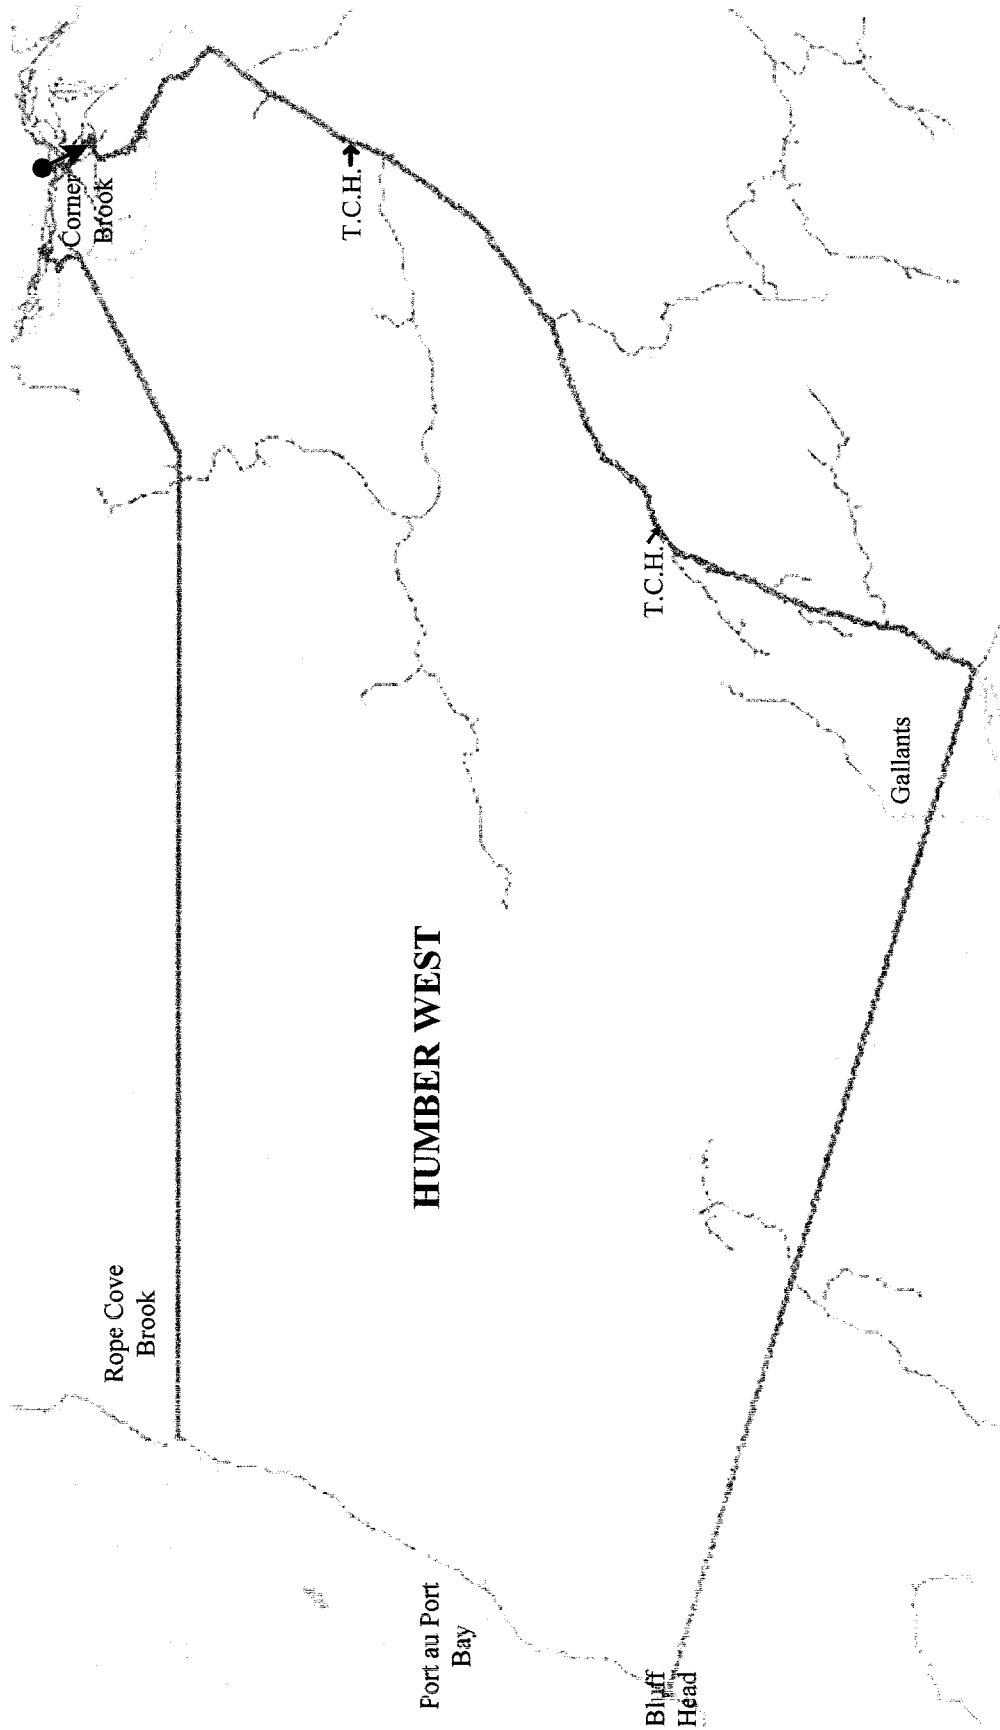 Corner
Brook
T.C.H.
T.C.H.
Gallants
HUMBER WEST
Rope Cove
Brook
Port au Port
Bay
Bluff
Head